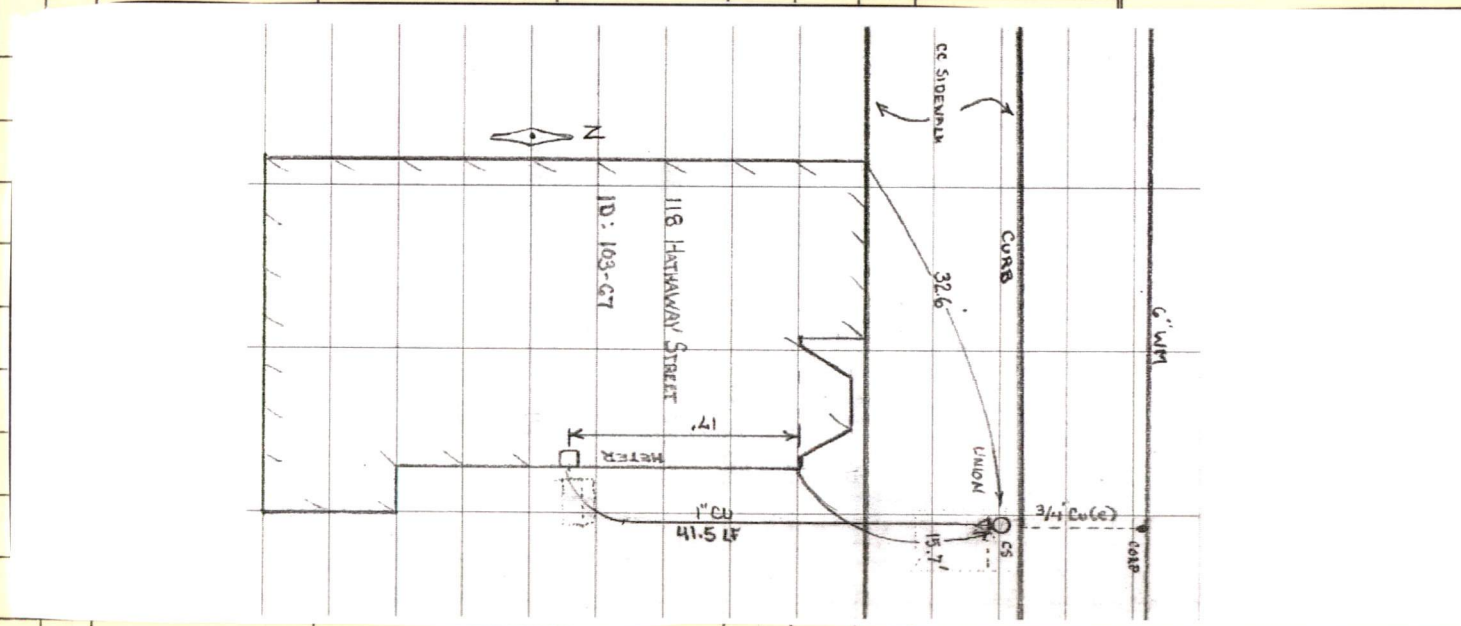 CC SIDEWALK
N
118 HATHAWAY STREET
ID: 103-67
CURB
32.6'
6" WM
17'
METER
UNION
1" CU
41.5 LF
15.7'
CS
3/4" CU(E)
CORP